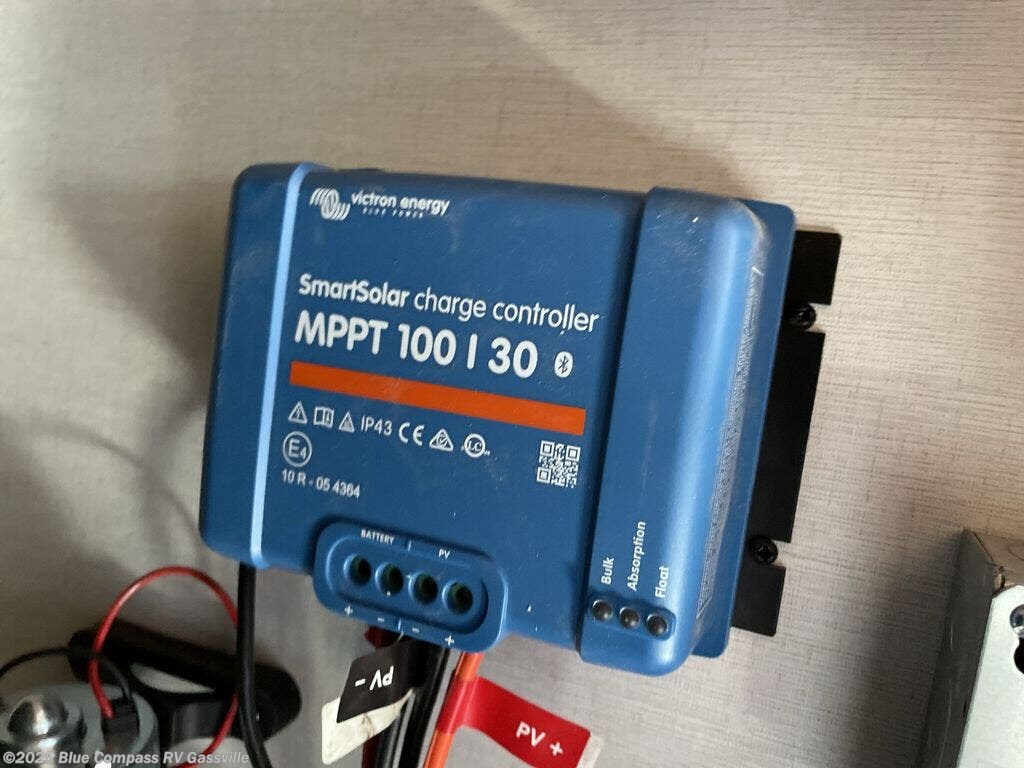 victron energy
BLUE POWER
SmartSolar charge controller
MPPT 100 | 30
IP43 CE
E4
10 R - 05 4364
BATTERY | PV
+ - - +
Bulk
Absorption
Float
PV -
PV +
Blue Compass RV Gassville